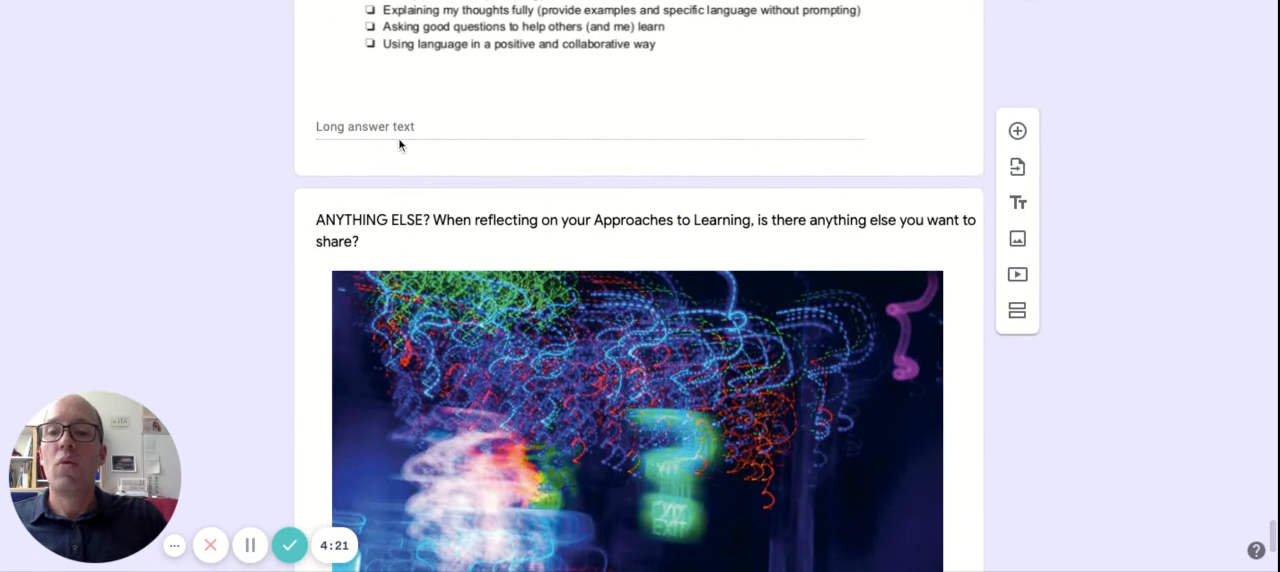 Explaining my thoughts fully (provide examples and specific language without prompting)
Asking good questions to help others (and me) learn
Using language in a positive and collaborative way
Long answer text
ANYTHING ELSE? When reflecting on your Approaches to Learning, is there anything else you want to
share?
EXIT
4:21